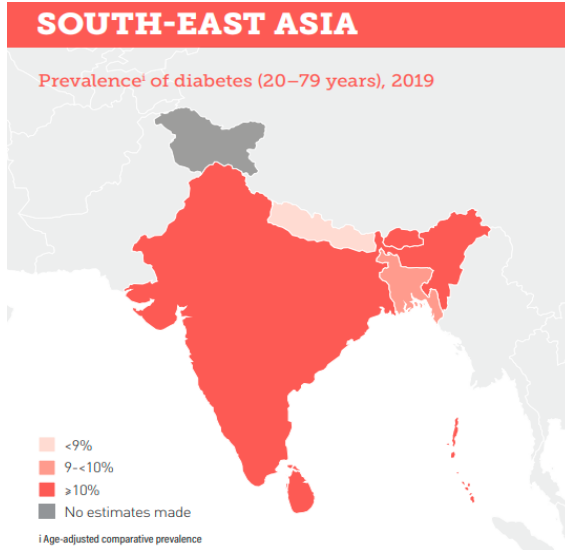 SOUTH-EAST ASIA
Prevalenceⁱ of diabetes (20–79 years), 2019
<9%
9-<10%
⩾10%
No estimates made
i Age-adjusted comparative prevalence